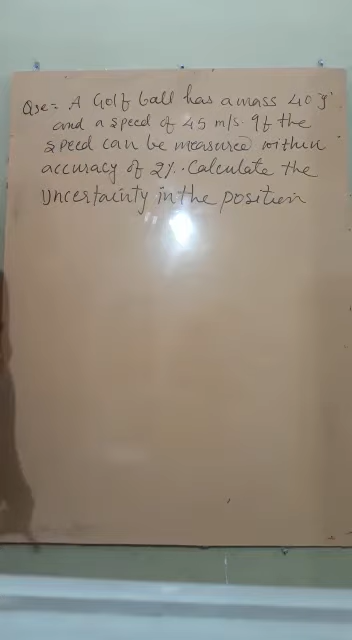 Que = A Golf ball has a mass 40 'g'
and a speed of 45 m/s. If the
speed can be measured within
accuracy of 2%. Calculate the
Uncertainty in the position